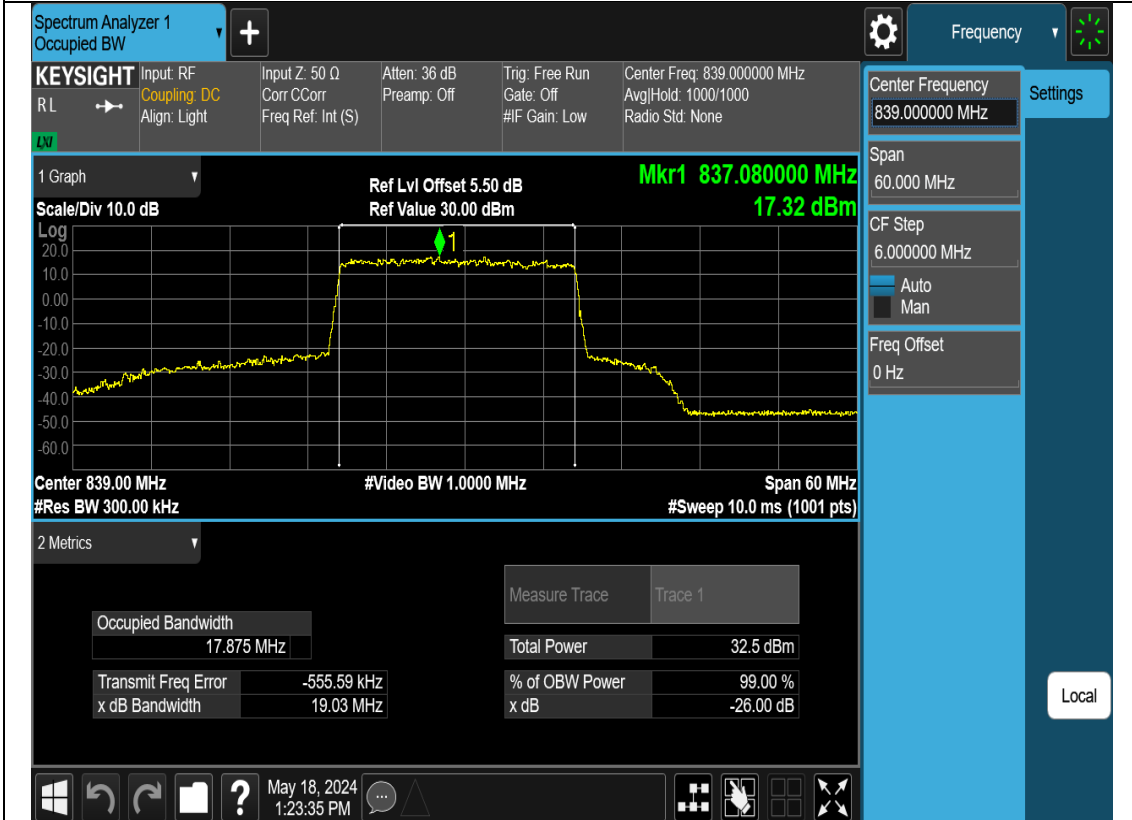 Spectrum Analyzer 1
Occupied BW
+
Frequency
KEYSIGHT
RL
LXI
Input: RF
Coupling: DC
Align: Light
Input Z: 50 Ω
Corr CCorr
Freq Ref: Int (S)
Atten: 36 dB
Preamp: Off
Trig: Free Run
Gate: Off
#IF Gain: Low
Center Freq: 839.000000 MHz
Avg|Hold: 1000/1000
Radio Std: None
Center Frequency
839.000000 MHz
Settings
Span
60.000 MHz
CF Step
6.000000 MHz
Auto
Man
Freq Offset
0 Hz
Local
1 Graph
Scale/Div 10.0 dB
Ref Lvl Offset 5.50 dB
Ref Value 30.00 dBm
Mkr1 837.080000 MHz
17.32 dBm
Log
1
20.0
10.0
0.00
-10.0
-20.0
-30.0
-40.0
-50.0
-60.0
Center 839.00 MHz
#Video BW 1.0000 MHz
Span 60 MHz
#Res BW 300.00 kHz
#Sweep 10.0 ms (1001 pts)
2 Metrics
Measure Trace
Trace 1
Occupied Bandwidth
17.875 MHz
Total Power
32.5 dBm
Transmit Freq Error
-555.59 kHz
% of OBW Power
99.00 %
x dB Bandwidth
19.03 MHz
x dB
-26.00 dB
?
May 18, 2024
1:23:35 PM